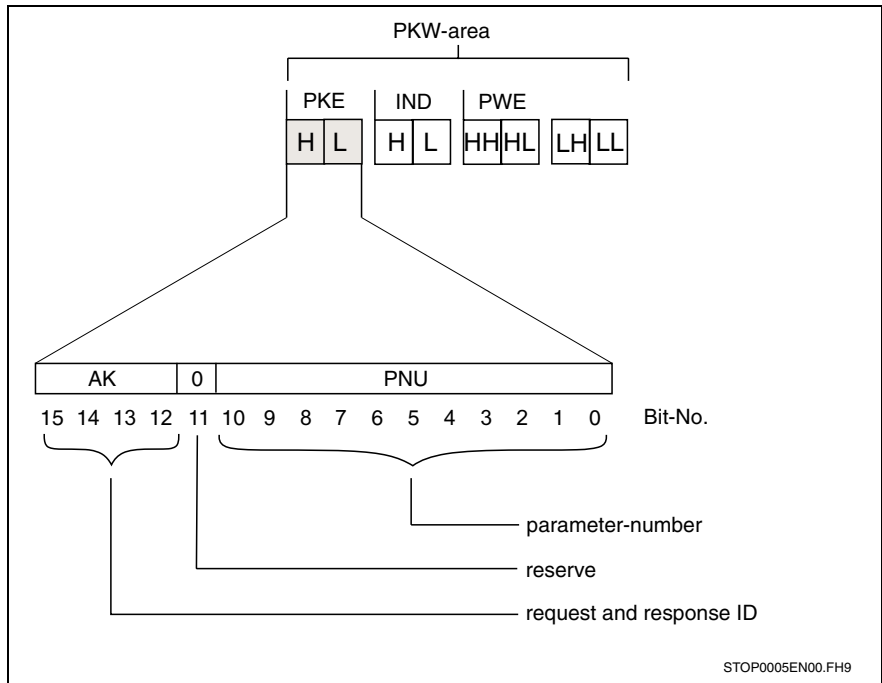 PKW-area
PKE IND PWE
H L H L HH HL LH LL
AK 0 PNU
15 14 13 12 11 10 9 8 7 6 5 4 3 2 1 0 Bit-No.
parameter-number
reserve
request and response ID
STOP0005EN00.FH9